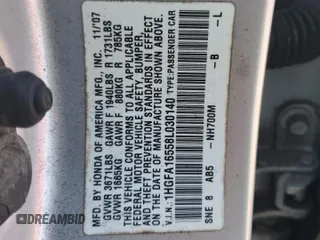 MFD. BY HONDA OF AMERICA MFG., INC. 11/07
GVWR 3671LBS GAWR F 1940LBS R 1731LBS
GVWR 1665KG GAWR F 880KG R 785KG
THIS VEHICLE CONFORMS TO ALL APPLICABLE
FEDERAL MOTOR VEHICLE SAFETY, BUMPER,
AND THEFT PREVENTION STANDARDS IN EFFECT
ON THE DATE OF MANUFACTURE SHOWN ABOVE.
V.I.N.: 1HGFA16558L030140 TYPE:PASSENGER CAR
SNE 8 AB5 - NH700M - B - L